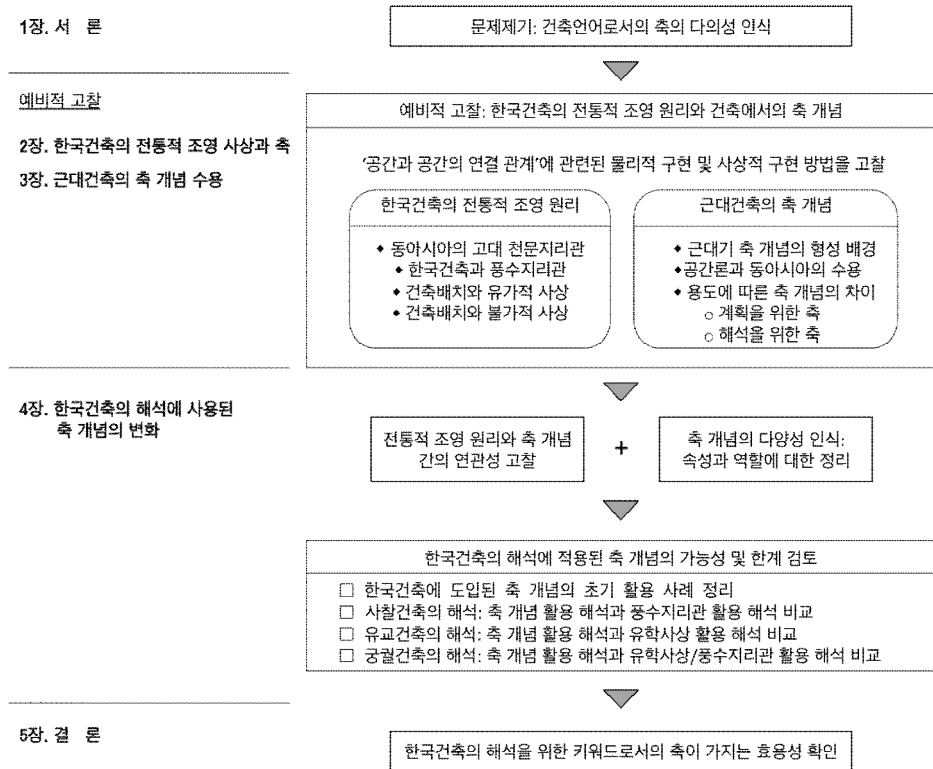 1장. 서 론
문제제기: 건축언어로서의 축의 다의성 인식
예비적 고찰
2장. 한국건축의 전통적 조영 사상과 축
3장. 근대건축의 축 개념 수용
예비적 고찰: 한국건축의 전통적 조영 원리와 건축에서의 축 개념
'공간과 공간의 연결 관계'에 관련된 물리적 구현 및 사상적 구현 방법을 고찰
한국건축의 전통적 조영 원리
◆ 동아시아의 고대 천문지리관
◆ 한국건축과 풍수지리관
◆ 건축배치와 유가적 사상
◆ 건축배치와 불가적 사상
근대건축의 축 개념
◆ 근대기 축 개념의 형성 배경
◆공간론과 동아시아의 수용
◆ 용도에 따른 축 개념의 차이
○ 계획을 위한 축
○ 해석을 위한 축
4장. 한국건축의 해석에 사용된
축 개념의 변화
전통적 조영 원리와 축 개념
간의 연관성 고찰
+
축 개념의 다양성 인식:
속성과 역할에 대한 정리
한국건축의 해석에 적용된 축 개념의 가능성 및 한계 검토
□ 한국건축에 도입된 축 개념의 초기 활용 사례 정리
□ 사찰건축의 해석: 축 개념 활용 해석과 풍수지리관 활용 해석 비교
□ 유교건축의 해석: 축 개념 활용 해석과 유학사상 활용 해석 비교
□ 궁궐건축의 해석: 축 개념 활용 해석과 유학사상/풍수지리관 활용 해석 비교
5장. 결 론
한국건축의 해석을 위한 키워드로서의 축이 가지는 효용성 확인